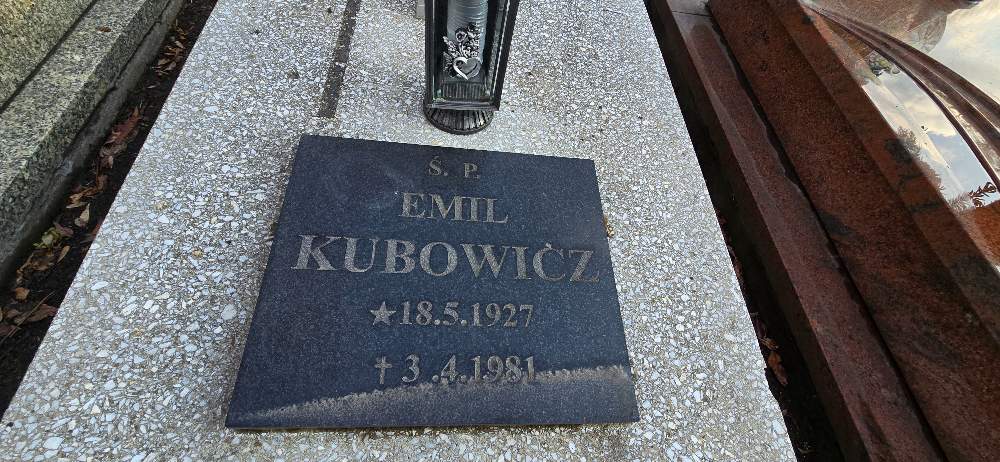 Ś. P.
EMIL
KUBOWICZ
★18.5.1927
†3.4.1981